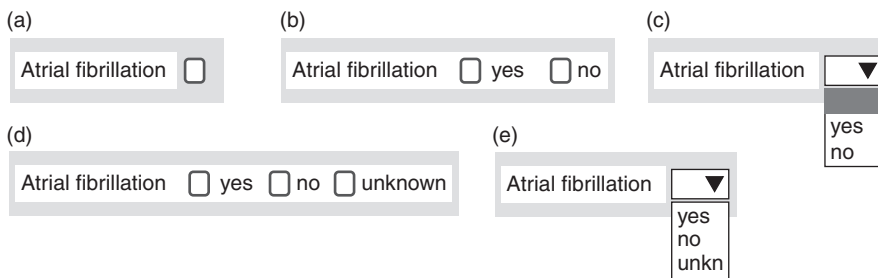 (a)
Atrial fibrillation
(b)
Atrial fibrillation yes no
(c)
Atrial fibrillation
yes
no
(d)
Atrial fibrillation yes no unknown
(e)
Atrial fibrillation
yes
no
unkn